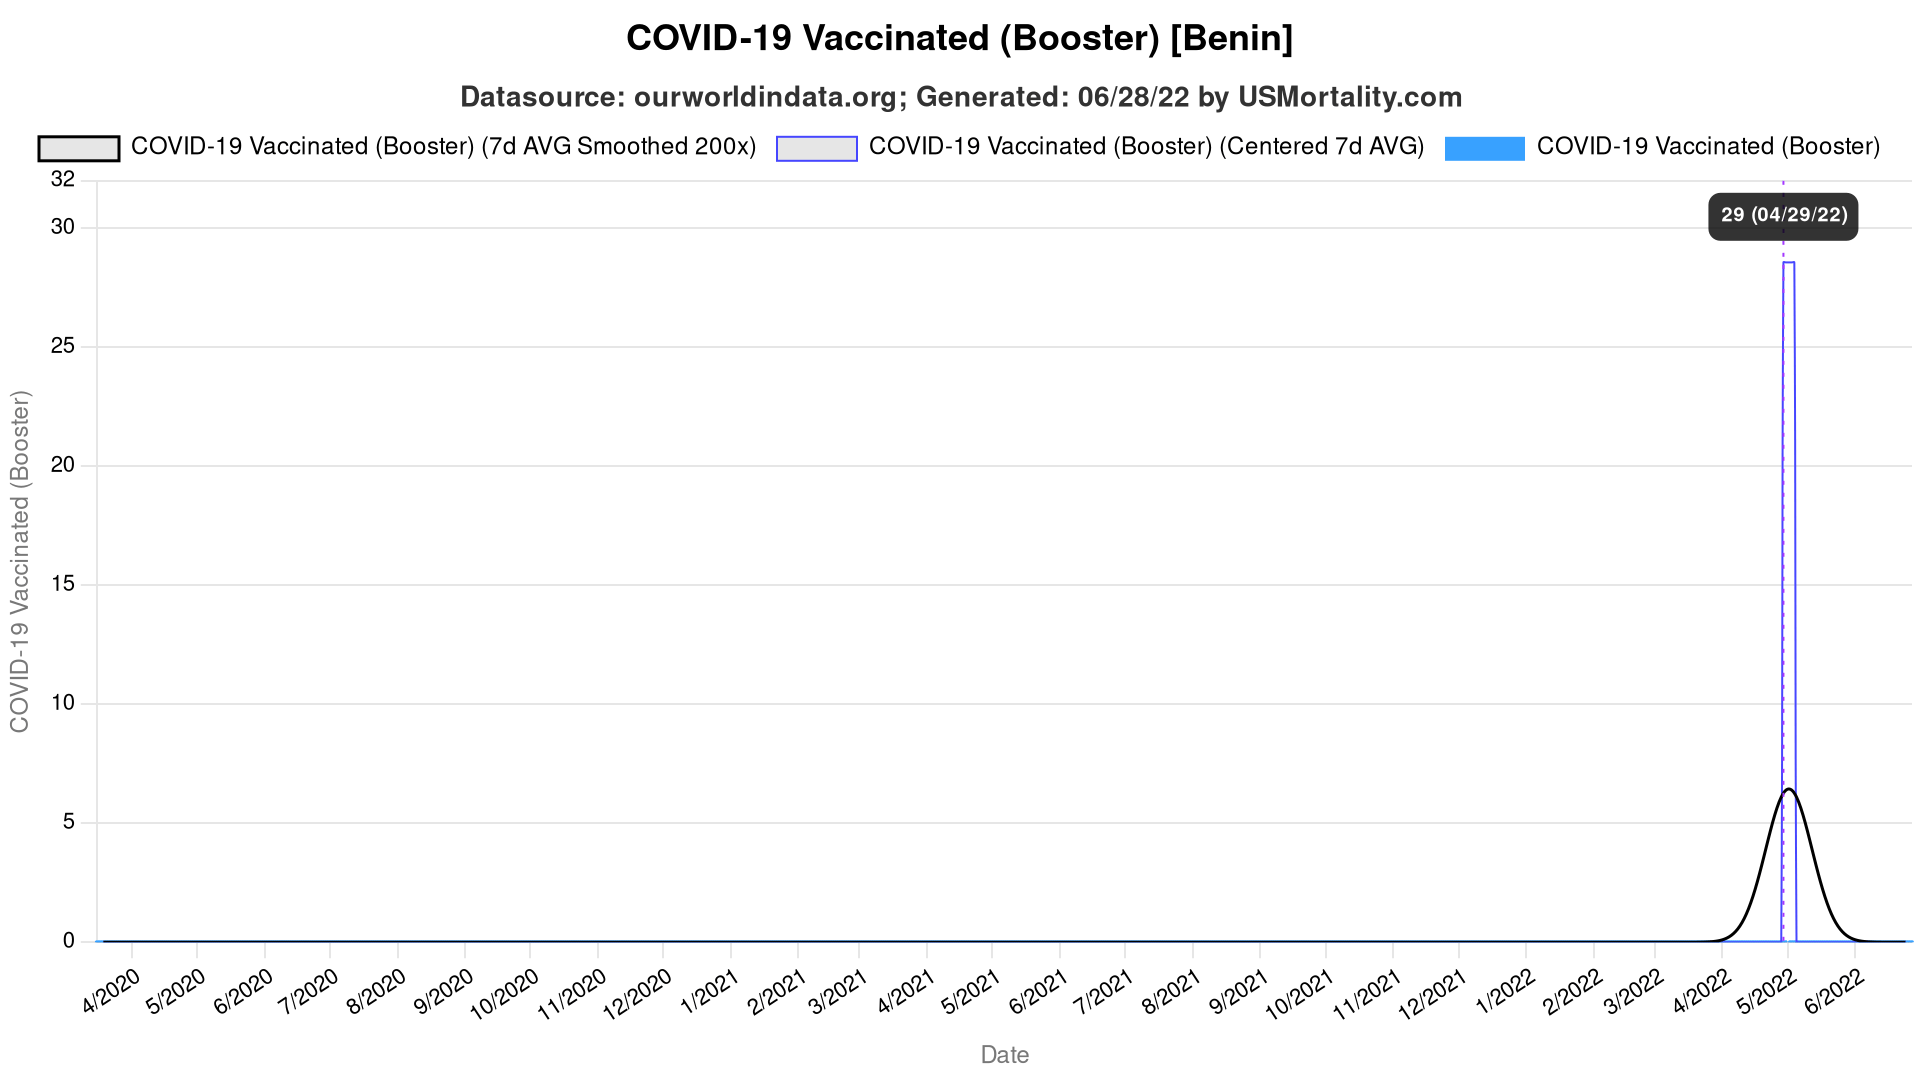 COVID-19 Vaccinated (Booster) [Benin]
Datasource: ourworldindata.org; Generated: 06/28/22 by USMortality.com
COVID-19 Vaccinated (Booster) (7d AVG Smoothed 200x) COVID-19 Vaccinated (Booster) (Centered 7d AVG) COVID-19 Vaccinated (Booster)
32
29 (04/29/22)
30
25
20
15
10
5
0
COVID-19 Vaccinated (Booster)
4/2020 5/2020 6/2020 7/2020 8/2020 9/2020 10/2020 11/2020 12/2020 1/2021 2/2021 3/2021 4/2021 5/2021 6/2021 7/2021 8/2021 9/2021 10/2021 11/2021 12/2021 1/2022 2/2022 3/2022 4/2022 5/2022 6/2022
Date